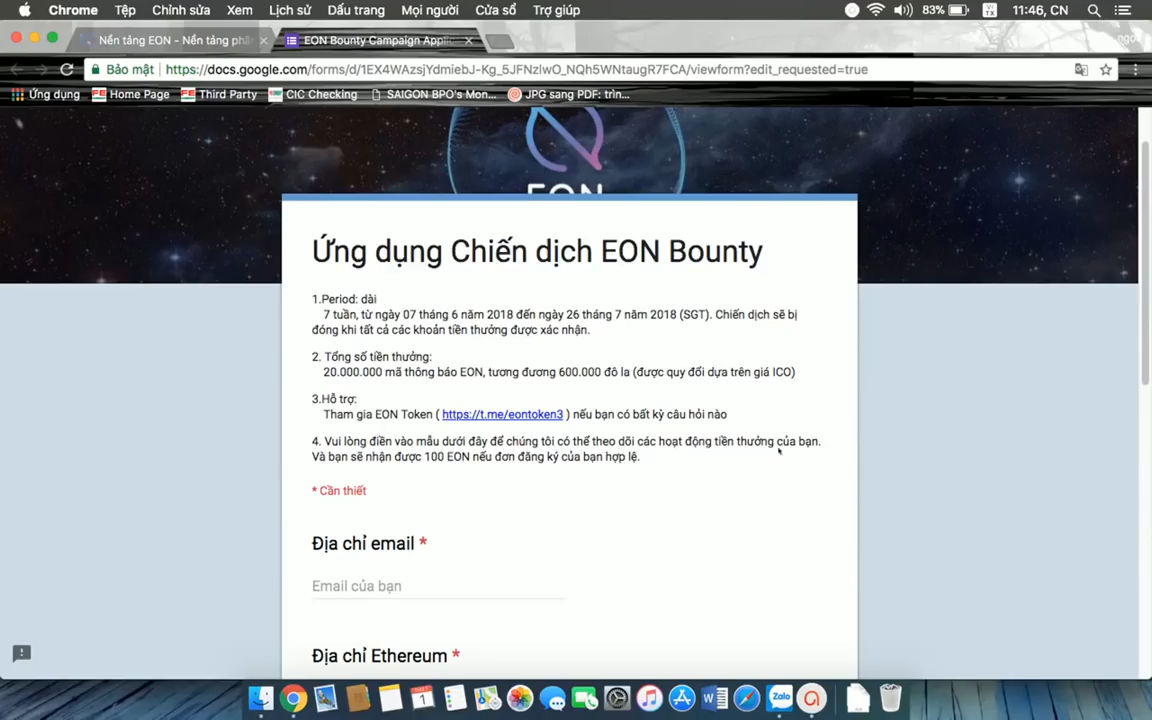 Chrome Tệp Chỉnh sửa Xem Lịch sử Dấu trang Mọi người Cửa sổ Trợ giúp 83% VI TX 11:46, CN
Nền tảng EON - Nền tảng phâ
EON Bounty Campaign Appli
Bảo mật https://docs.google.com/forms/d/1EX4WAzsjYdmiebJ-Kg_5JFNzlwO_NQh5WNtaugR7FCA/viewform?edit_requested=true
Ứng dụng Home Page Third Party CIC Checking SAIGON BPO's Mon... JPG sang PDF: trìn...
EON
Ứng dụng Chiến dịch EON Bounty
1.Period: dài
7 tuần, từ ngày 07 tháng 6 năm 2018 đến ngày 26 tháng 7 năm 2018 (SGT). Chiến dịch sẽ bị
đóng khi tất cả các khoản tiền thưởng được xác nhận.
2. Tổng số tiền thưởng:
20.000.000 mã thông báo EON, tương đương 600.000 đô la (được quy đổi dựa trên giá ICO)
3.Hỗ trợ:
Tham gia EON Token ( https://t.me/eontoken3 ) nếu bạn có bất kỳ câu hỏi nào
4. Vui lòng điền vào mẫu dưới đây để chúng tôi có thể theo dõi các hoạt động tiền thưởng của bạn.
Và bạn sẽ nhận được 100 EON nếu đơn đăng ký của bạn hợp lệ.
* Cần thiết
Địa chỉ email *
Email của bạn
Địa chỉ Ethereum *
Zalo